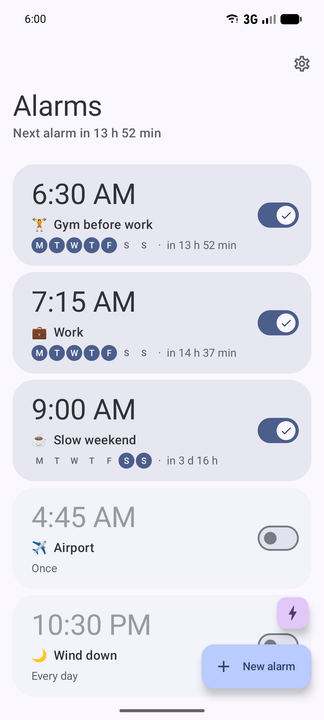 6:00
3G
Alarms
Next alarm in 13 h 52 min
6:30 AM
Gym before work
M T W T F S S · in 13 h 52 min
7:15 AM
Work
M T W T F S S · in 14 h 37 min
9:00 AM
Slow weekend
M T W T F S S · in 3 d 16 h
4:45 AM
Airport
Once
10:30 PM
Wind down
Every day
New alarm